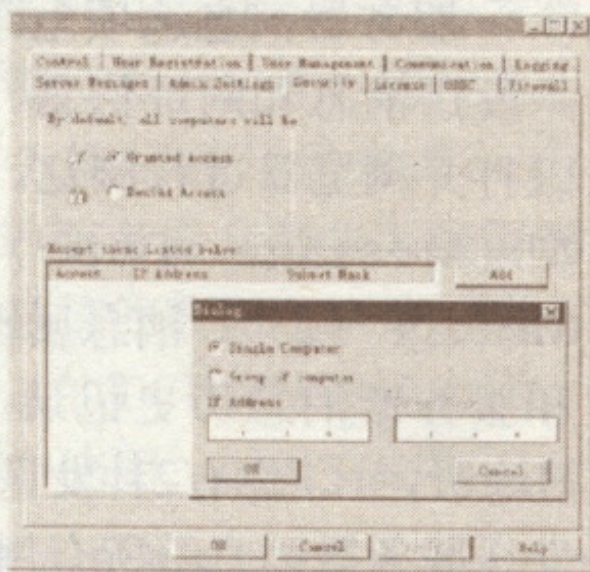 Control | User Registration | User Management | Communication | Logging
Server Messages | Admin Settings | Security | License | ODBC | Firewall
By default, all computers will be
Granted Access
Denied Access
Except those listed below
Access IP Address Subnet Mask
Add
Dialog
Single Computer
Group of computer
IP Address
OK Cancel
OK Cancel Help